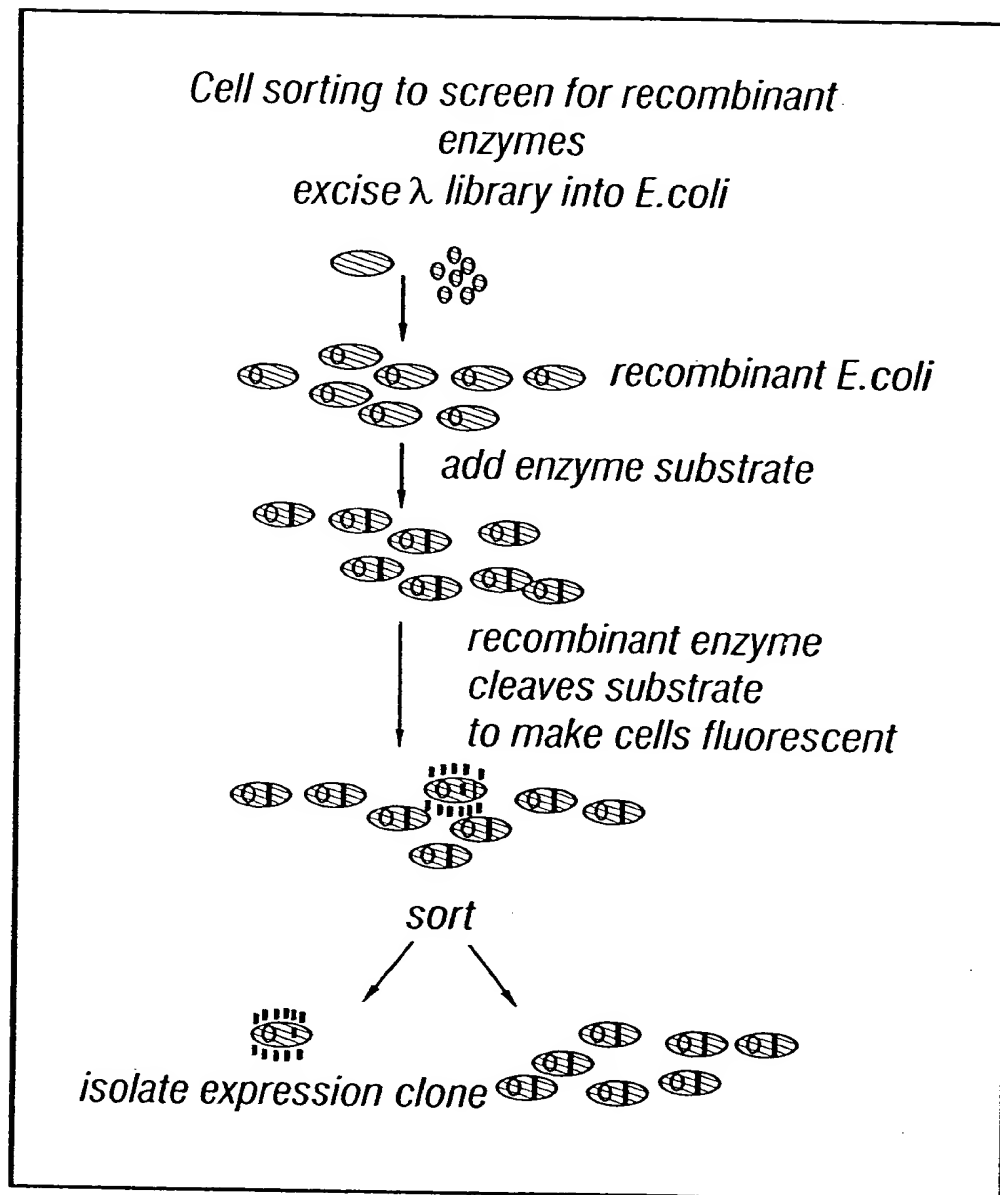 Cell sorting to screen for recombinant
enzymes
excise λ library into E.coli
recombinant E.coli
add enzyme substrate
recombinant enzyme
cleaves substrate
to make cells fluorescent
sort
isolate expression clone